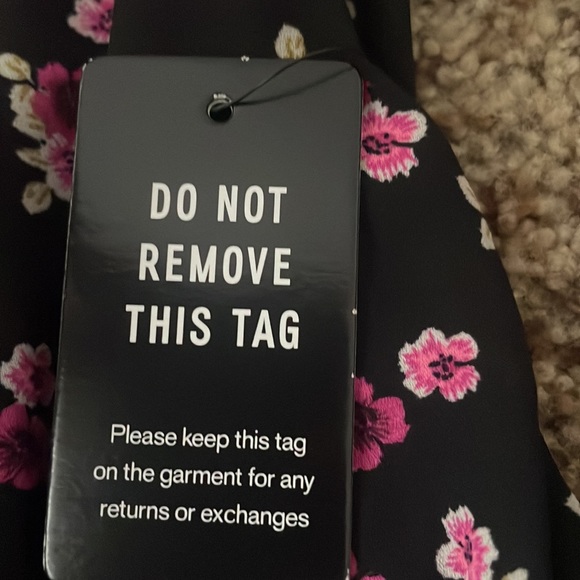 DO NOT
REMOVE
THIS TAG
Please keep this tag
on the garment for any
returns or exchanges